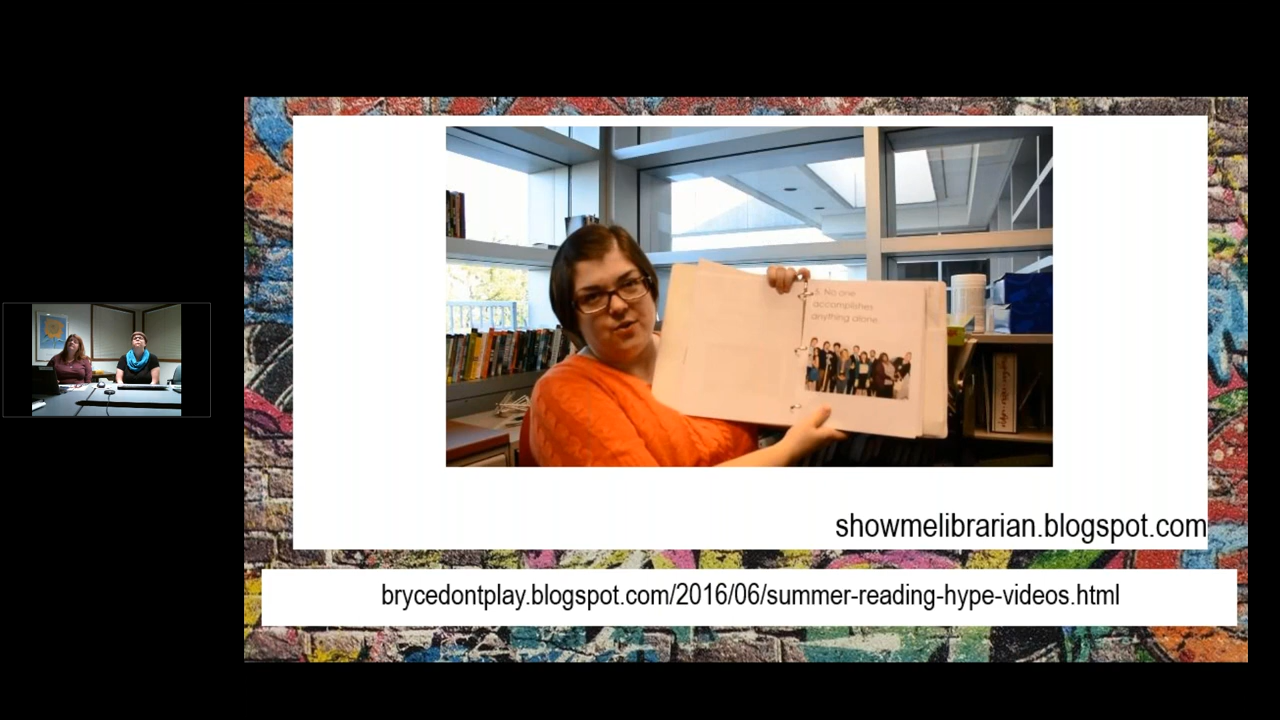 5. No one
accomplishes
anything alone.
showmelibrarian.blogspot.com
brycedontplay.blogspot.com/2016/06/summer-reading-hype-videos.html